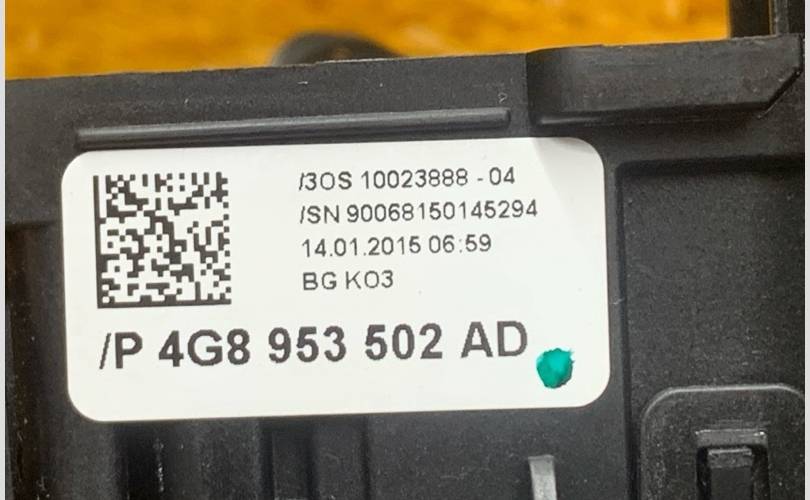 /3OS 10023888 - 04
/SN 90068150145294
14.01.2015 06:59
BG K03
/P 4G8 953 502 AD